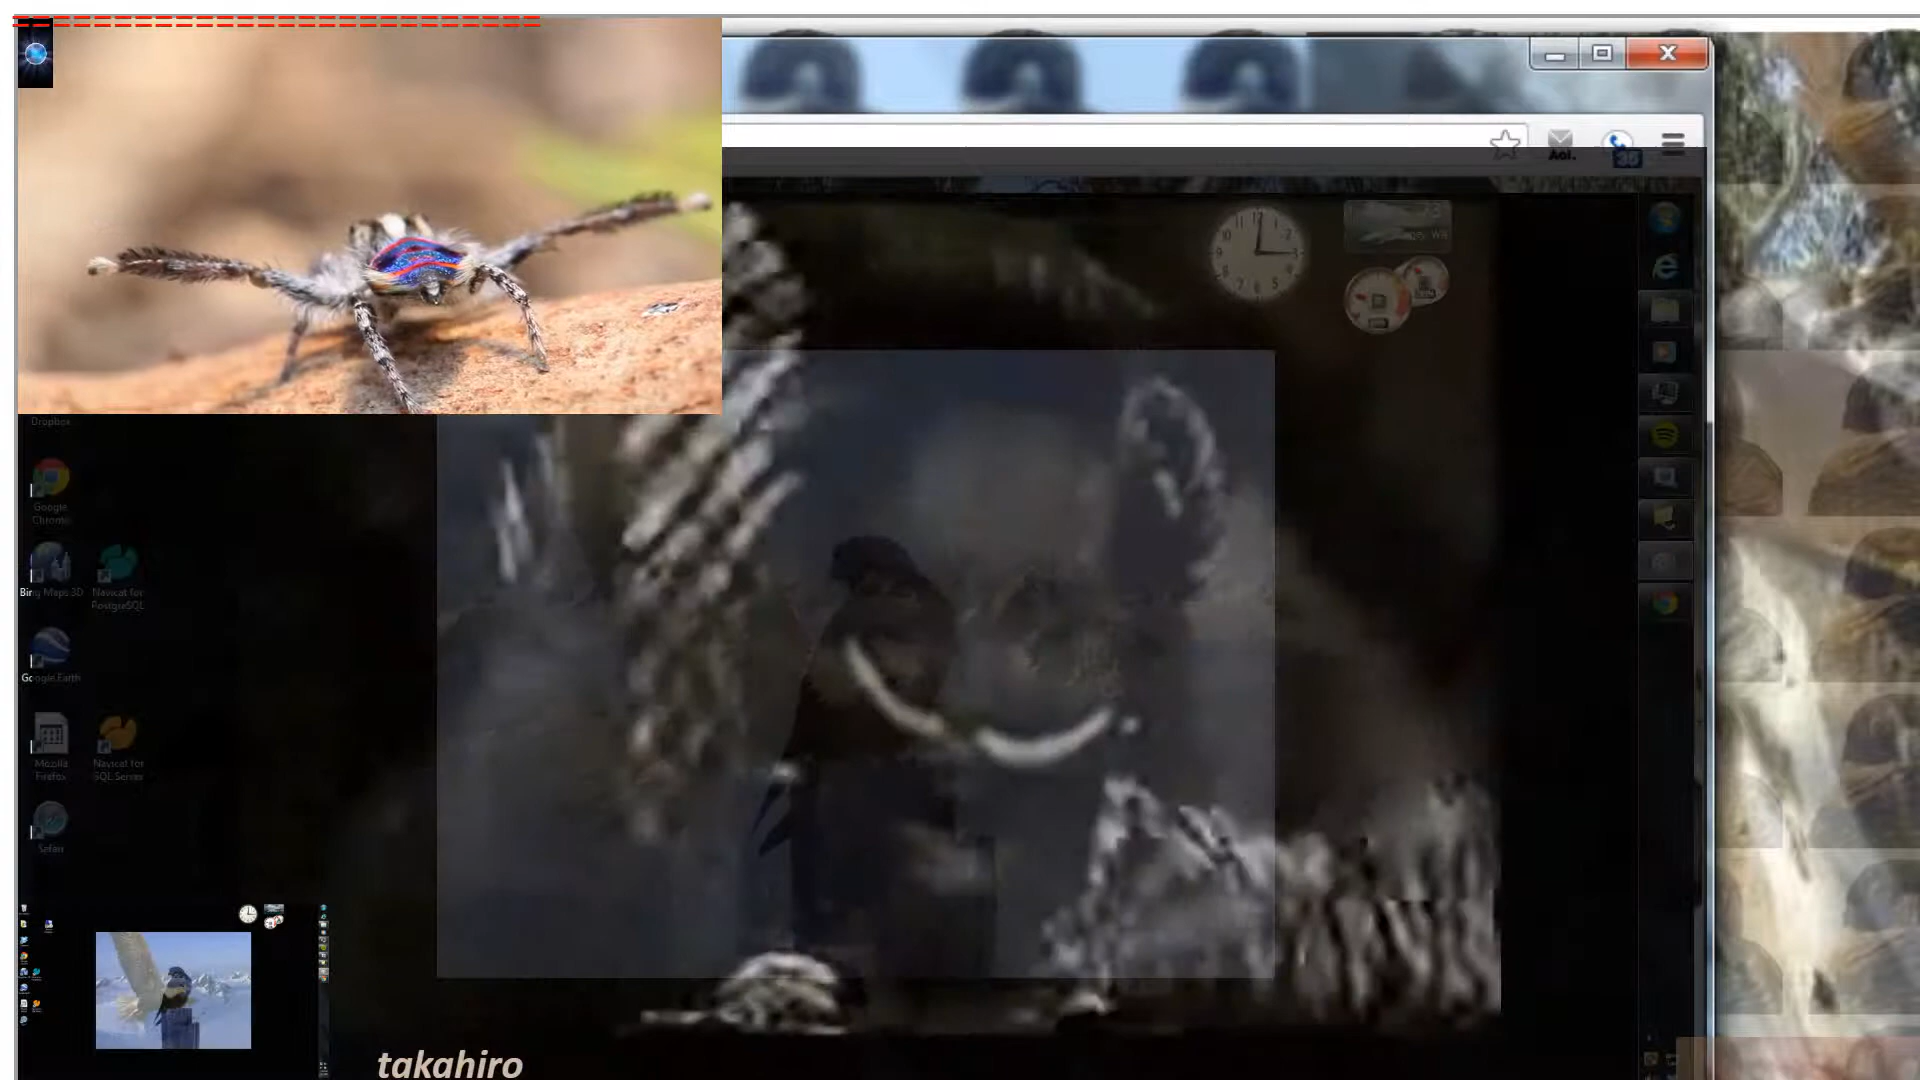 Aol.
35
Dropbox
Google
Chrome
Bing Maps 3D
Navicat for
PostgreSQL
Google Earth
Mozilla
Firefox
Navicat for
SQL Server
Safari
takahiro